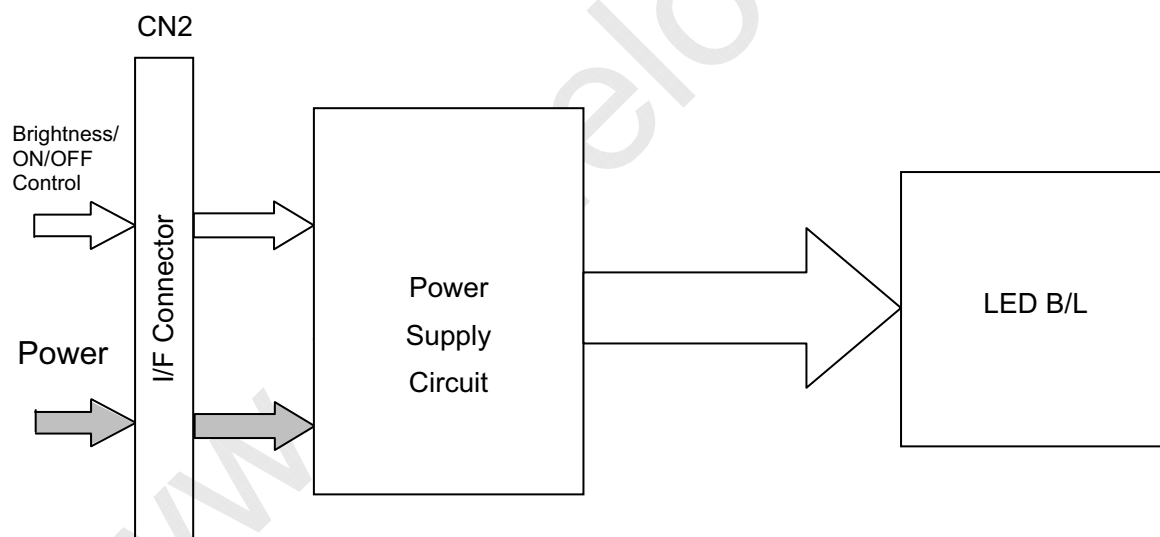 CN2
Brightness/
ON/OFF
Control
I/F Connector
Power
Power
Supply
Circuit
LED B/L